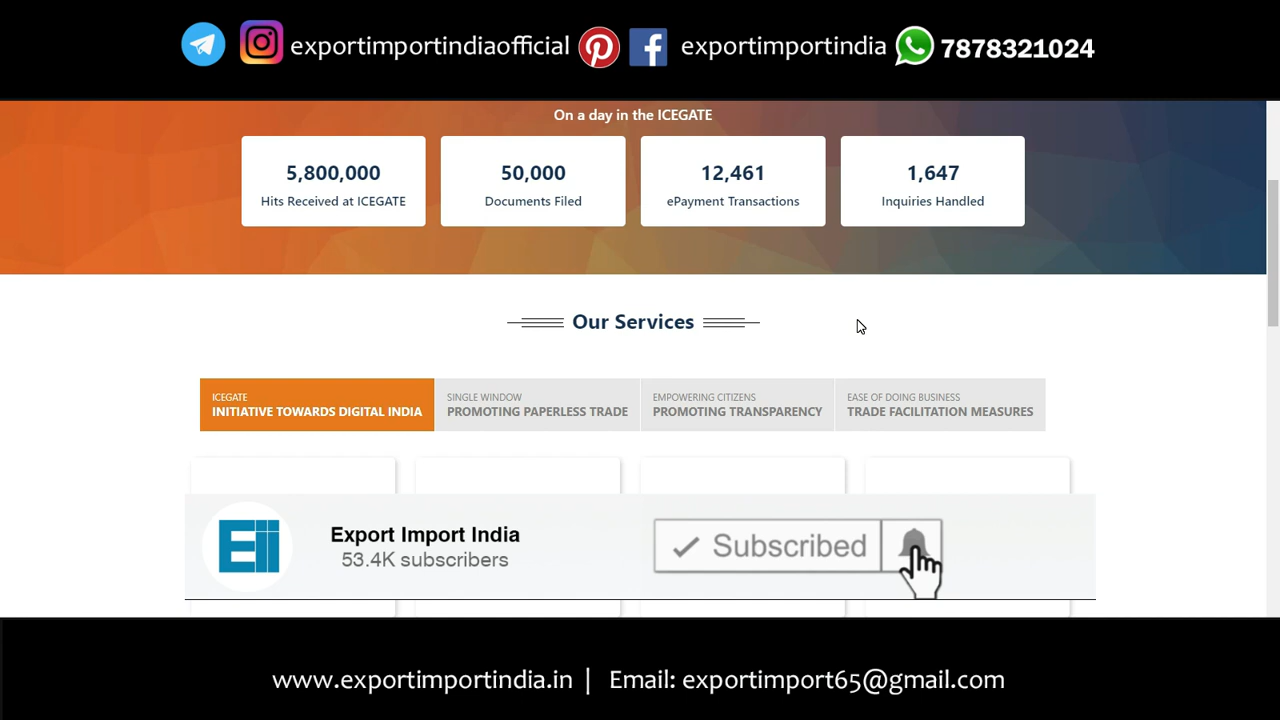 exportimportindiaofficial exportimportindia 7878321024
On a day in the ICEGATE
5,800,000 50,000 12,461 1,647
Hits Received at ICEGATE Documents Filed ePayment Transactions Inquiries Handled
Our Services
ICEGATE SINGLE WINDOW EMPOWERING CITIZENS EASE OF DOING BUSINESS
INITIATIVE TOWARDS DIGITAL INDIA PROMOTING PAPERLESS TRADE PROMOTING TRANSPARENCY TRADE FACILITATION MEASURES
EII Export Import India Subscribed
53.4K subscribers
www.exportimportindia.in | Email: exportimport65@gmail.com